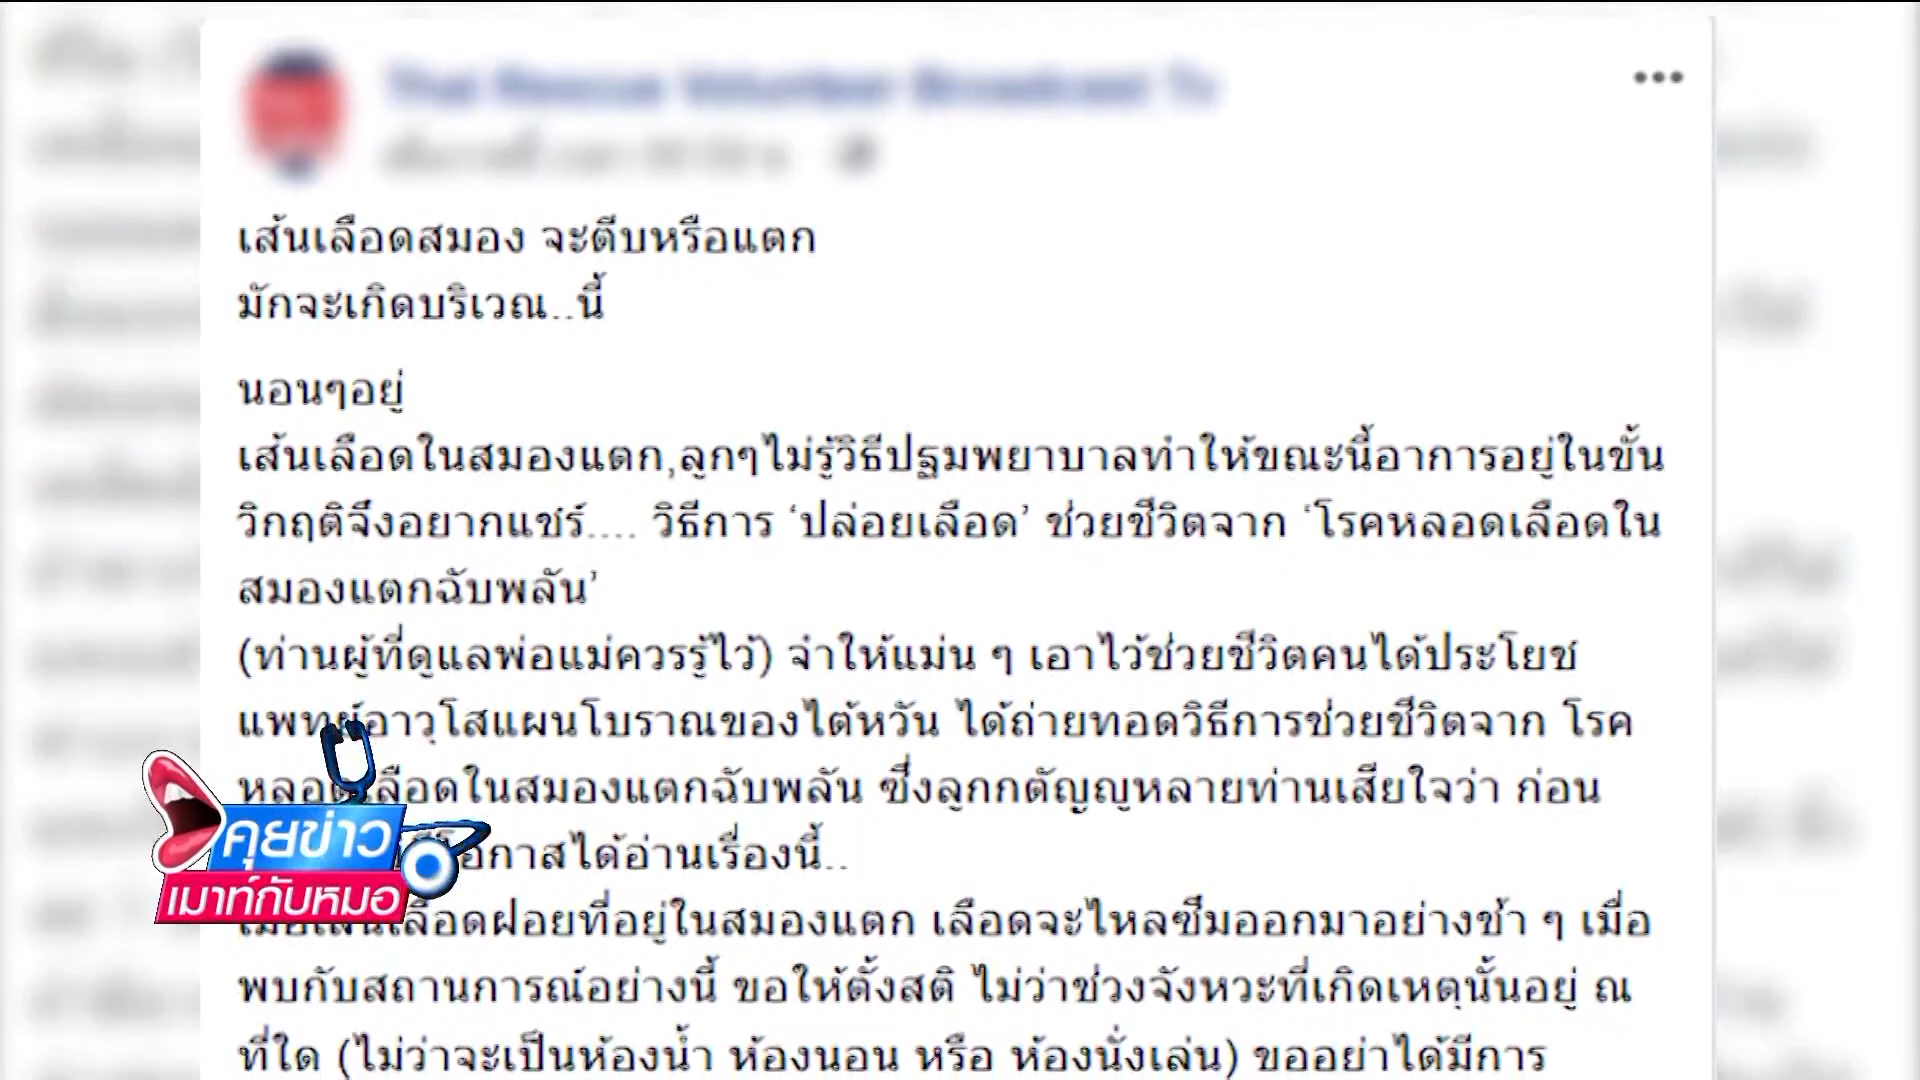 เส้นเลือดสมอง จะตีบหรือแตก
มักจะเกิดบริเวณ..นี้
นอนๆอยู่
เส้นเลือดในสมองแตก,ลูกๆไม่รู้วิธีปฐมพยาบาลทำให้ขณะนี้อาการอยู่ในขั้น
วิกฤติจึงอยากแชร์.... วิธีการ ‘ปล่อยเลือด’ ช่วยชีวิตจาก ‘โรคหลอดเลือดใน
สมองแตกฉับพลัน’
(ท่านผู้ที่ดูแลพ่อแม่ควรรู้ไว้) จำให้แม่น ๆ เอาไว้ช่วยชีวิตคนได้ประโยช
แพทย์อาวุโสแผนโบราณของไต้หวัน ได้ถ่ายทอดวิธีการช่วยชีวิตจาก โรค
หลอดเลือดในสมองแตกฉับพลัน ซึ่งลูกกตัญญูหลายท่านเสียใจว่า ก่อน
โอกาสได้อ่านเรื่องนี้..
เมื่อเส้นเลือดฝอยที่อยู่ในสมองแตก เลือดจะไหลซึมออกมาอย่างช้า ๆ เมื่อ
พบกับสถานการณ์อย่างนี้ ขอให้ตั้งสติ ไม่ว่าช่วงจังหวะที่เกิดเหตุนั้นอยู่ ณ
ที่ใด (ไม่ว่าจะเป็นห้องน้ำ ห้องนอน หรือ ห้องนั่งเล่น) ขออย่าได้มีการ
คุยข่าว
เมาท์กับหมอ